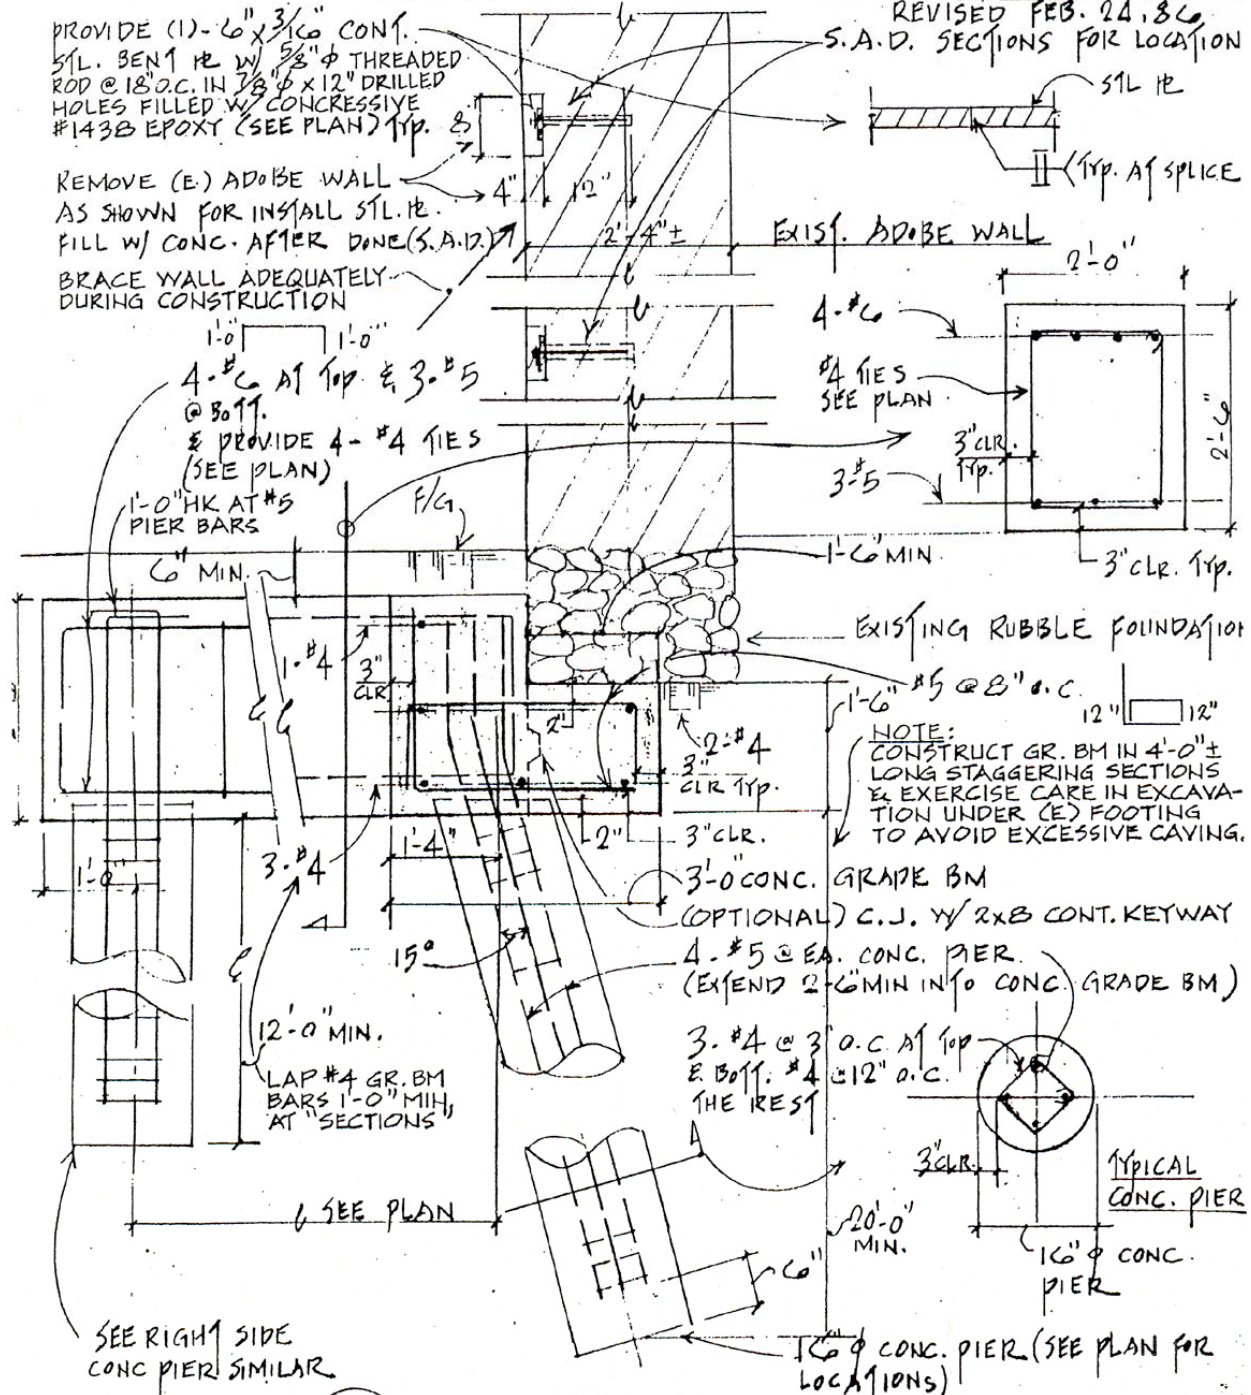 REVISED FEB. 24, 86
PROVIDE (1)- 6" x 3/16" CONT.
STL. BENT PL W/ 5/8" φ THREADED
ROD @ 18" O.C. IN 7/8" φ x 12" DRILLED
HOLES FILLED W/ CONCRESSIVE
#1438 EPOXY (SEE PLAN) TYP.
S.A.D. SECTIONS FOR LOCATION
STL PL
(TYP. AT SPLICE
8"
4"
12"
2'-4" ±
REMOVE (E.) ADOBE WALL
AS SHOWN FOR INSTALL STL. PL.
FILL W/ CONC. AFTER DONE (S.A.D.)
BRACE WALL ADEQUATELY
DURING CONSTRUCTION
EXIST. ADOBE WALL
2'-0"
4-#6
#4 TIES
SEE PLAN
3" CLR.
TYP.
3-#5
2'-6"
3" CLR. TYP.
1'-0" 1'-0"
4-#6 AT TOP & 3-#5
@ BOTT.
& PROVIDE 4-#4 TIES
(SEE PLAN)
1'-0" HK AT #5
PIER BARS
F/G
6" MIN.
1'-6" MIN.
EXISTING RUBBLE FOUNDATION
1-#4
3"
CLR
1'-6"
#5 @ 8" O.C.
12" 12"
2"
2-#4
3"
CLR TYP.
NOTE:
CONSTRUCT GR. BM IN 4'-0" ±
LONG STAGGERING SECTIONS
& EXERCISE CARE IN EXCAVA-
TION UNDER (E) FOOTING
TO AVOID EXCESSIVE CAVING.
1'-4"
2"
3" CLR.
3-#4
1'-0"
3'-0 CONC. GRADE BM
(OPTIONAL) C.J. W/ 2x8 CONT. KEYWAY
15°
4-#5 @ EA. CONC. PIER
(EXTEND 2'-6" MIN INTO CONC. GRADE BM)
12'-0" MIN.
LAP #4 GR. BM
BARS 1'-0" MIN,
AT "SECTIONS"
3-#4 @ 3" O.C. AT TOP
& BOTT. #4 @ 12" O.C.
THE REST
3" CLR.
TYPICAL
CONC. PIER
SEE PLAN
20'-0"
MIN.
6"
16" φ CONC.
PIER
SEE RIGHT SIDE
CONC PIER SIMILAR
16" φ CONC. PIER (SEE PLAN FOR
LOCATIONS)